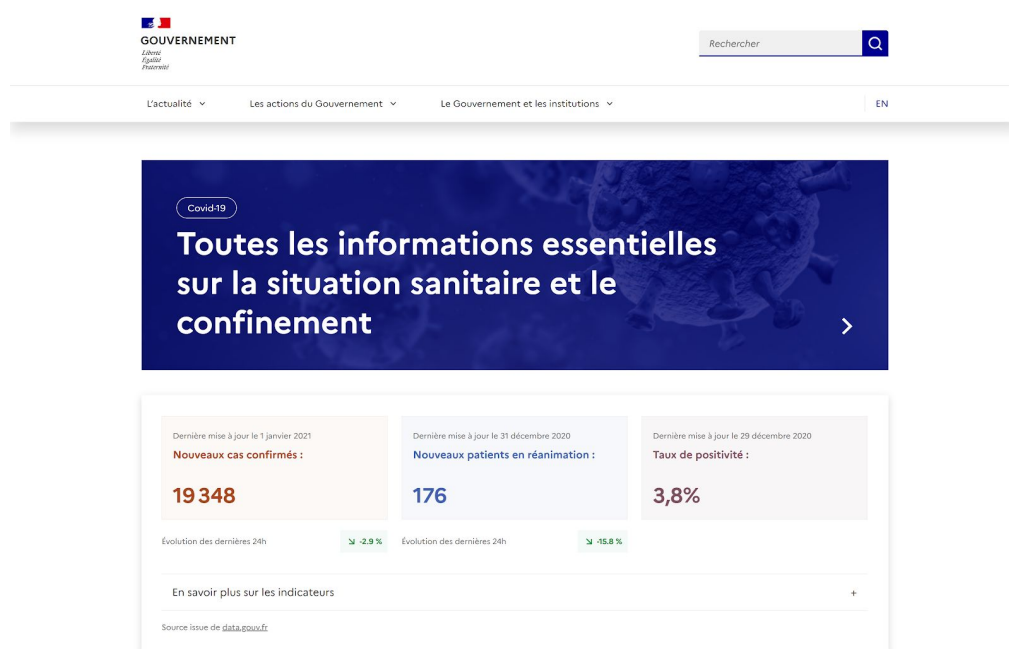 GOUVERNEMENT
Liberté
Égalité
Fraternité
Rechercher
L'actualité
Les actions du Gouvernement
Le Gouvernement et les institutions
EN
Covid-19
Toutes les informations essentielles
sur la situation sanitaire et le
confinement
Dernière mise à jour le 1 janvier 2021
Nouveaux cas confirmés :
19 348
Évolution des dernières 24h
-2.9 %
Dernière mise à jour le 31 décembre 2020
Nouveaux patients en réanimation :
176
Évolution des dernières 24h
-15.8 %
Dernière mise à jour le 29 décembre 2020
Taux de positivité :
3,8%
En savoir plus sur les indicateurs
+
Source issue de data.gouv.fr